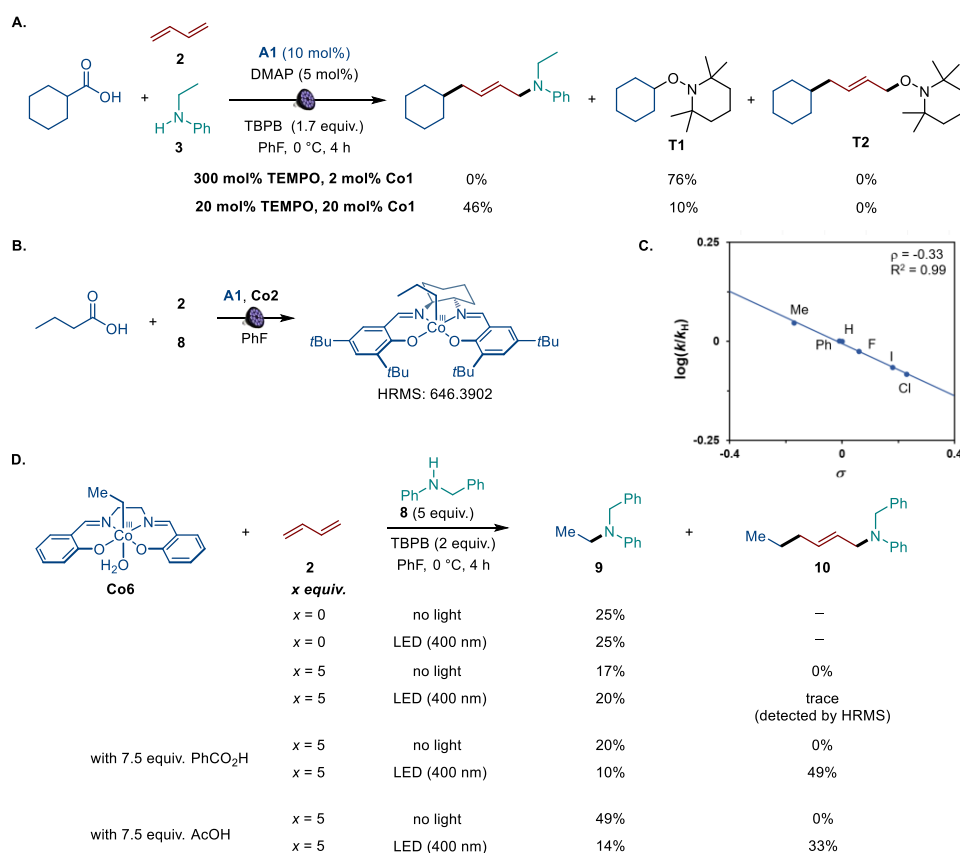 A.
2
O
OH
+
H
N
Ph
3
A1 (10 mol%)
DMAP (5 mol%)
TBPB (1.7 equiv.)
PhF, 0 °C, 4 h
N
Ph
+
O
N
T1
+
O
N
T2
300 mol% TEMPO, 2 mol% Co1 0% 76% 0%
20 mol% TEMPO, 20 mol% Co1 46% 10% 0%
B.
O
OH
+
2
8
A1, Co2
PhF
N
III
N
Co
O
O
tBu
tBu
tBu
tBu
HRMS: 646.3902
C.
0.25
0
-0.25
log(k/kH)
-0.4 0 0.4
σ
ρ = -0.33
R2 = 0.99
Me
Ph
H
F
I
Cl
D.
Me
N
III
N
Co
O
O
H2O
Co6
+
2
x equiv.
H
Ph
N
Ph
8 (5 equiv.)
TBPB (2 equiv.)
PhF, 0 °C, 4 h
Ph
Me
N
Ph
9
+
Ph
Me
N
Ph
10
x = 0 no light 25% –
x = 0 LED (400 nm) 25% –
x = 5 no light 17% 0%
x = 5 LED (400 nm) 20% trace
(detected by HRMS)
with 7.5 equiv. PhCO2H
x = 5 no light 20% 0%
x = 5 LED (400 nm) 10% 49%
with 7.5 equiv. AcOH
x = 5 no light 49% 0%
x = 5 LED (400 nm) 14% 33%